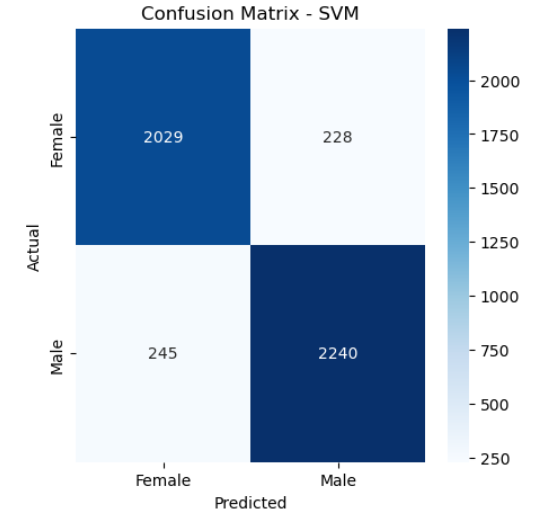 Confusion Matrix - SVM
Female
2029
228
Actual
Male
245
2240
Female
Male
Predicted
2000
1750
1500
1250
1000
750
500
250